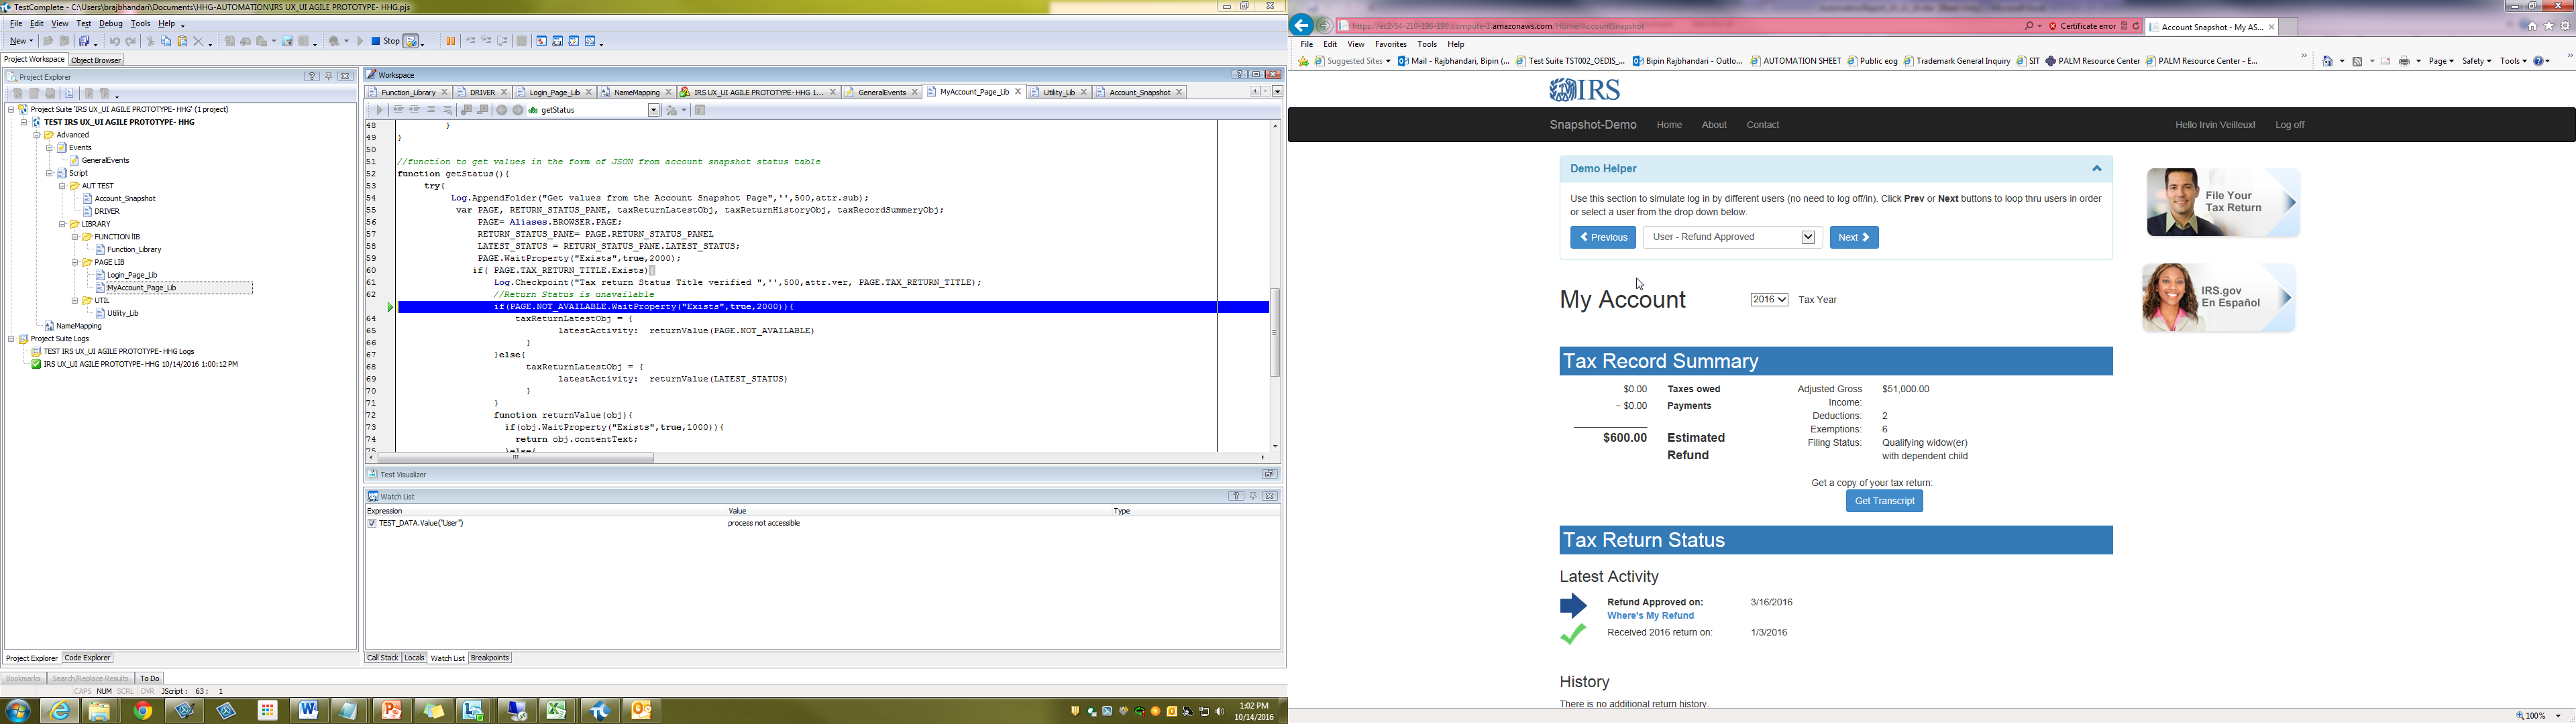 TestComplete - C:\Users\brajbhandari\Documents\HHG-AUTOMATION\IRS UX_UI AGILE PROTOTYPE- HHG.pjs
File Edit View Test Debug Tools Help
New Stop
Project Workspace Object Browser
Project Explorer
Project Suite 'IRS UX_UI AGILE PROTOTYPE- HHG' (1 project)
TEST IRS UX_UI AGILE PROTOTYPE- HHG
Advanced
Events
GeneralEvents
Script
AUT TEST
Account_Snapshot
DRIVER
LIBRARY
FUNCTION lIB
Function_Library
PAGE LIB
Login_Page_Lib
MyAccount_Page_Lib
UTIL
Utility_Lib
NameMapping
Project Suite Logs
TEST IRS UX_UI AGILE PROTOTYPE- HHG Logs
IRS UX_UI AGILE PROTOTYPE- HHG 10/14/2016 1:00:12 PM
Project Explorer Code Explorer
Workspace
Function_Library DRIVER Login_Page_Lib NameMapping IRS UX_UI AGILE PROTOTYPE- HHG 1... GeneralEvents MyAccount_Page_Lib Utility_Lib Account_Snapshot
getStatus
48 }
49 }
50
51 //function to get values in the form of JSON from account snapshot status table
52 function getStatus(){
53 try{
54 Log.AppendFolder("Get values from the Account Snapshot Page",'',500,attr.sub);
55 var PAGE, RETURN_STATUS_PANE, taxReturnLatestObj, taxReturnHistoryObj, taxRecordSummeryObj;
56 PAGE= Aliases.BROWSER.PAGE;
57 RETURN_STATUS_PANE= PAGE.RETURN_STATUS_PANEL
58 LATEST_STATUS = RETURN_STATUS_PANE.LATEST_STATUS;
59 PAGE.WaitProperty("Exists",true,2000);
60 if( PAGE.TAX_RETURN_TITLE.Exists){
61 Log.Checkpoint("Tax return Status Title verified ",'',500,attr.ver, PAGE.TAX_RETURN_TITLE);
62 //Return Status is unavailable
if(PAGE.NOT_AVAILABLE.WaitProperty("Exists",true,2000)){
64 taxReturnLatestObj = {
65 latestActivity: returnValue(PAGE.NOT_AVAILABLE)
66 }
67 }else{
68 taxReturnLatestObj = {
69 latestActivity: returnValue(LATEST_STATUS)
70 }
71 }
72 function returnValue(obj){
73 if(obj.WaitProperty("Exists",true,1000)){
74 return obj.contentText;
75 }else{
Test Visualizer
Watch List
Expression Value Type
TEST_DATA.Value("User") process not accessible
Call Stack Locals Watch List Breakpoints
Bookmarks Search/Replace Results To Do
CAPS NUM SCRL OVR JScript : 63 : 1
1:02 PM
10/14/2016
https://ec2-54-210-196-190.compute-1.amazonaws.com/Home/AccountSnapshot Certificate error Account Snapshot - My AS...
File Edit View Favorites Tools Help
Suggested Sites Mail - Rajbhandari, Bipin (... Test Suite TST002_OEDIS_... Bipin Rajbhandari - Outlo... AUTOMATION SHEET Public eog Trademark General Inquiry SIT PALM Resource Center PALM Resource Center - E... Page Safety Tools
IRS
Snapshot-Demo Home About Contact Hello Irvin Veilleux! Log off
Demo Helper
Use this section to simulate log in by different users (no need to log off/in). Click Prev or Next buttons to loop thru users in order
or select a user from the drop down below.
Previous User - Refund Approved Next
File Your
Tax Return
IRS.gov
En Español
My Account 2016 Tax Year
Tax Record Summary
$0.00 Taxes owed
− $0.00 Payments
$600.00 Estimated
Refund
Adjusted Gross $51,000.00
Income:
Deductions: 2
Exemptions: 6
Filing Status: Qualifying widow(er)
with dependent child
Get a copy of your tax return:
Get Transcript
Tax Return Status
Latest Activity
Refund Approved on: 3/16/2016
Where's My Refund
Received 2016 return on: 1/3/2016
History
There is no additional return history.
100%